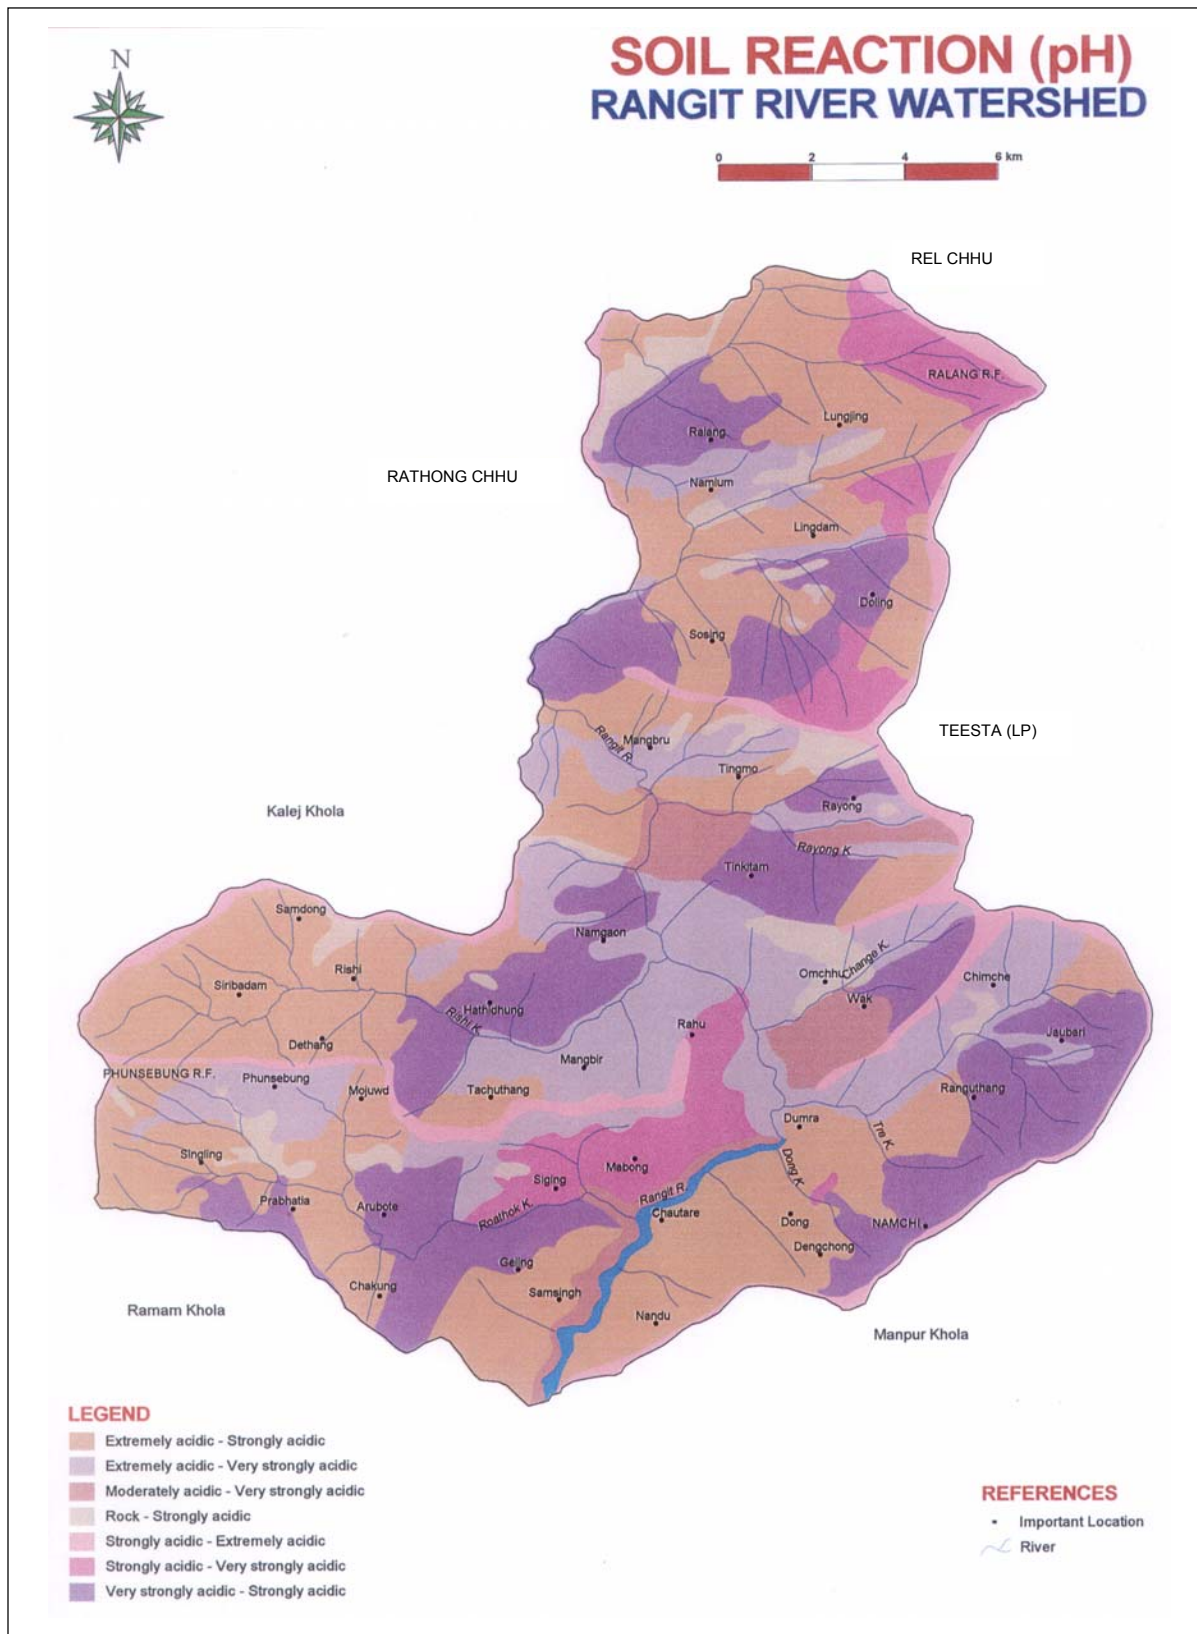 N
SOIL REACTION (pH)
RANGIT RIVER WATERSHED
0 2 4 6 km
REL CHHU
RALANG R.F.
Lungjing
Ralang
RATHONG CHHU
Namlum
Lingdam
Doling
Sosing
TEESTA (LP)
Rangit R.
Mangbru
Tingmo
Rayong
Kalej Khola
Rayong K.
Tinkitam
Samdong
Namgaon
Rishi
Siribadam
Omchhu
Change K.
Chimche
Hathidhung
Wak
Rishi K.
Rahu
Jaubari
Dethang
Mangbir
PHUNSEBUNG R.F.
Phunsebung
Mojuwd
Tachuthang
Ranguthang
Dumra
Tra K.
Singling
Mabong
Dong K.
Siging
Rangit R.
Prabhatia
Arubote
Roathok K.
Chautare
Dong
NAMCHI
Dengchong
Gejing
Chakung
Samsingh
Ramam Khola
Nandu
Manpur Khola
LEGEND
Extremely acidic - Strongly acidic
Extremely acidic - Very strongly acidic
Moderately acidic - Very strongly acidic
Rock - Strongly acidic
Strongly acidic - Extremely acidic
Strongly acidic - Very strongly acidic
Very strongly acidic - Strongly acidic
REFERENCES
Important Location
River